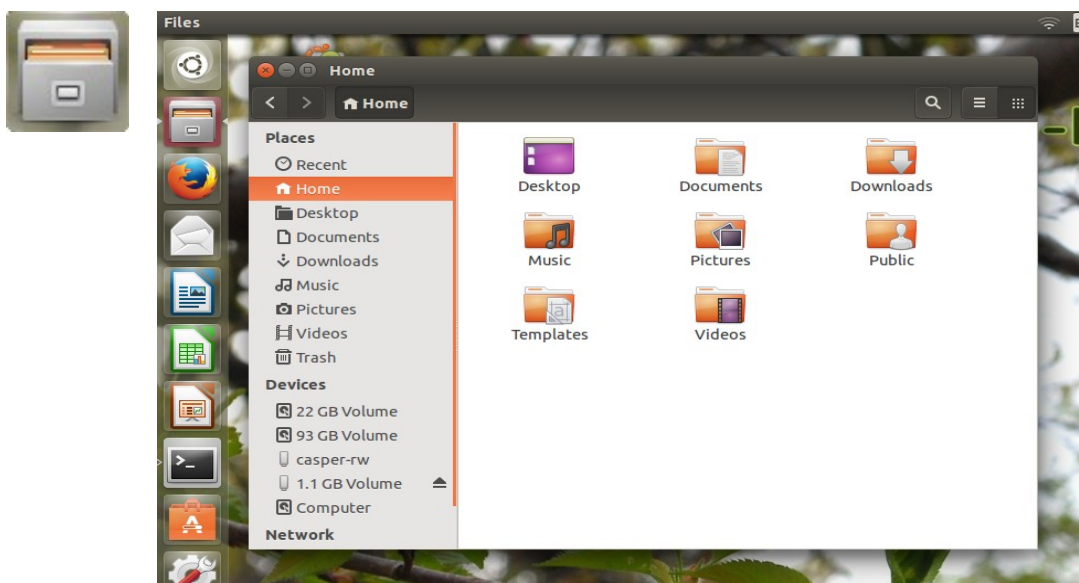 Files
Home
Home
Places
Recent
Home
Desktop
Documents
Downloads
Music
Pictures
Videos
Trash
Devices
22 GB Volume
93 GB Volume
casper-rw
1.1 GB Volume
Computer
Network
Desktop
Documents
Downloads
Music
Pictures
Public
Templates
Videos